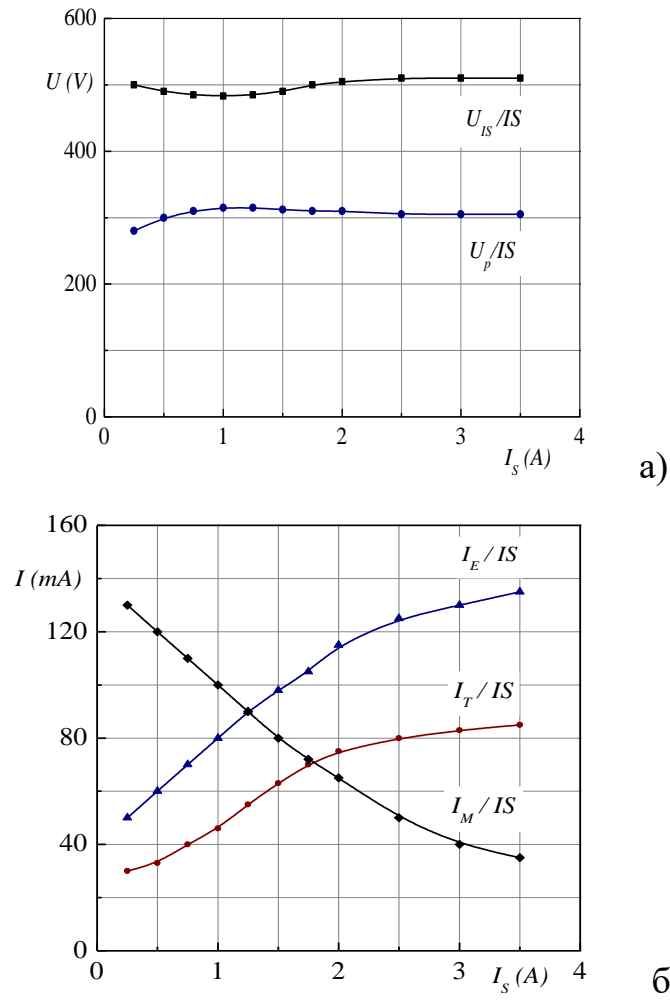 600
U (V)
U_IS/IS
400
U_p/IS
200
0
0 1 2 3 4
I_S (A)
а)
160
I_E / IS
I (mA)
120
I_T / IS
80
I_M / IS
40
0
0 1 2 3 4
I_S (A)
б